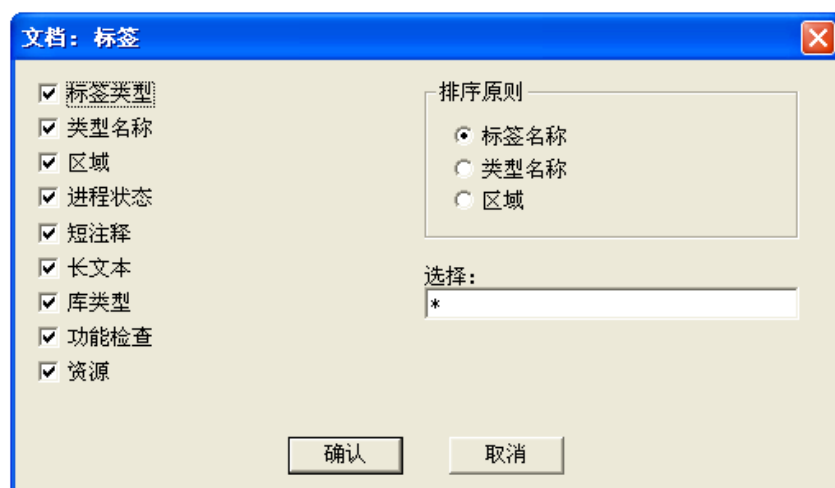 文档: 标签
标签类型
类型名称
区域
进程状态
短注释
长文本
库类型
功能检查
资源
排序原则
标签名称
类型名称
区域
选择:
*
确认
取消